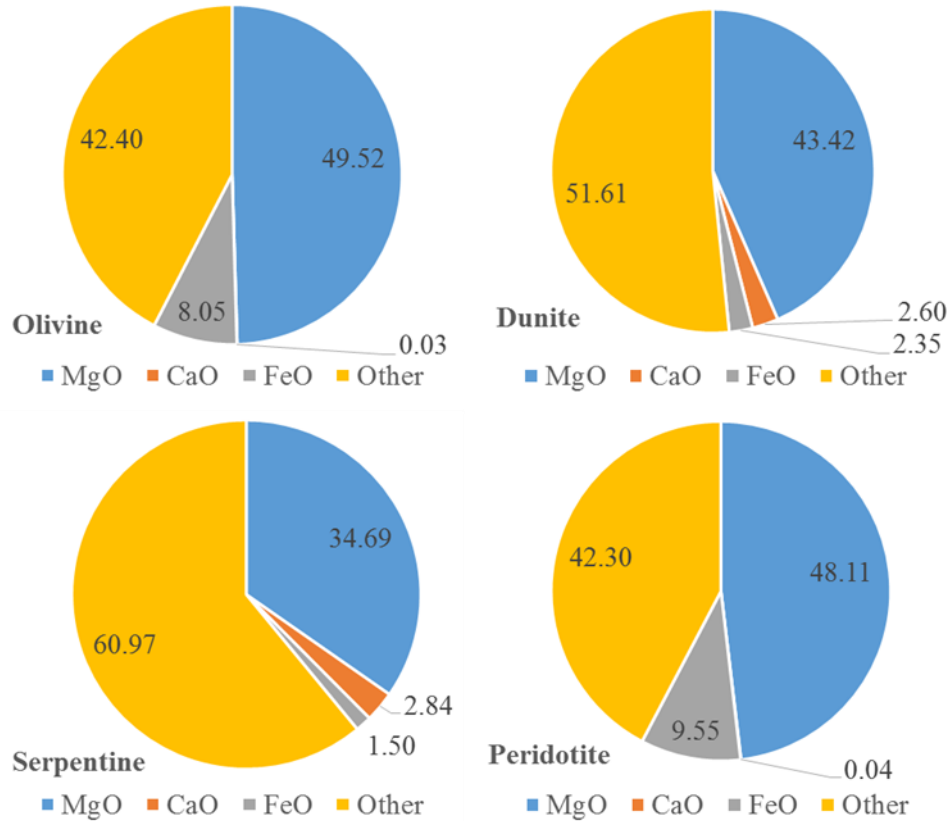 42.40
49.52
8.05
0.03
Olivine
MgO CaO FeO Other
43.42
51.61
2.60
2.35
Dunite
MgO CaO FeO Other
34.69
60.97
2.84
1.50
Serpentine
MgO CaO FeO Other
42.30
48.11
9.55
0.04
Peridotite
MgO CaO FeO Other